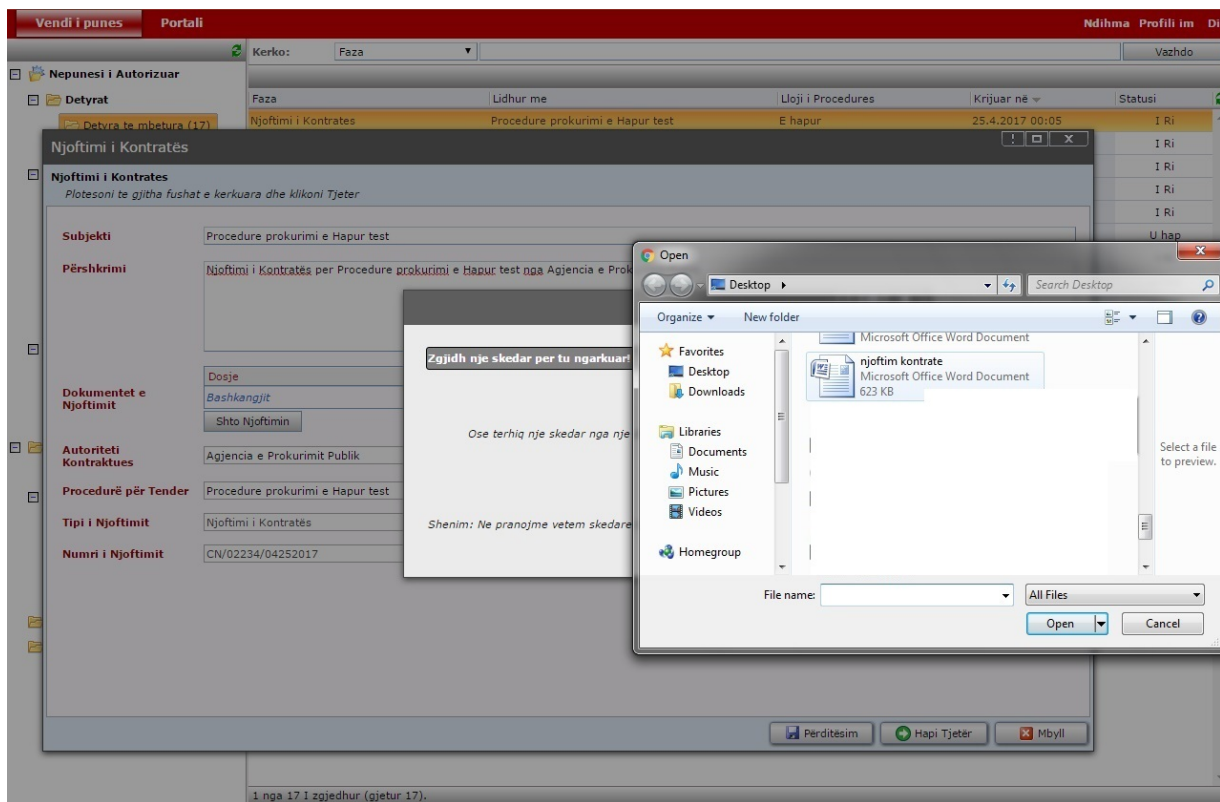 Vendi i punes Portali Ndihma Profili im
Kerko: Faza Vazhdo
Nepunesi i Autorizuar
Detyrat Faza Lidhur me Lloji i Procedures Krijuar në Statusi
Detyra te mbetura (17) Njoftimi i Kontrates Procedure prokurimi e Hapur test E hapur 25.4.2017 00:05 I Ri
I Ri
I Ri
I Ri
I Ri
U hap
Njoftimi i Kontratës
Njoftimi i Kontrates
Plotesoni te gjitha fushat e kerkuara dhe klikoni Tjeter
Subjekti Procedure prokurimi e Hapur test
Përshkrimi Njoftimi i Kontratës per Procedure prokurimi e Hapur test nga Agjencia e
Dosje
Dokumentet e Njoftimit Bashkangjit
Shto Njoftimin
Autoriteti Kontraktues Agjencia e Prokurimit Publik
Procedurë për Tender Procedure prokurimi e Hapur test
Tipi i Njoftimit Njoftimi i Kontratës
Numri i Njoftimit CN/02234/04252017
Zgjidh nje skedar per tu ngarkuar!
Ose terhiq nje skedar nga nje
Shenim: Ne pranojme vetem skedare
Open
Desktop Search Desktop
Organize New folder
Favorites
Desktop
Downloads
Libraries
Documents
Music
Pictures
Videos
Homegroup
Microsoft Office Word Document
njoftim kontrate
Microsoft Office Word Document
623 KB
Select a file
to preview.
File name: All Files
Open Cancel
Përditësim Hapi Tjetër Mbyll
1 nga 17 I zgjedhur (gjetur 17).